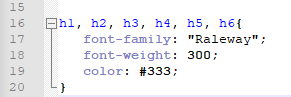 15
16 h1, h2, h3, h4, h5, h6{
17 font-family: "Raleway";
18 font-weight: 300;
19 color: #333;
20 }